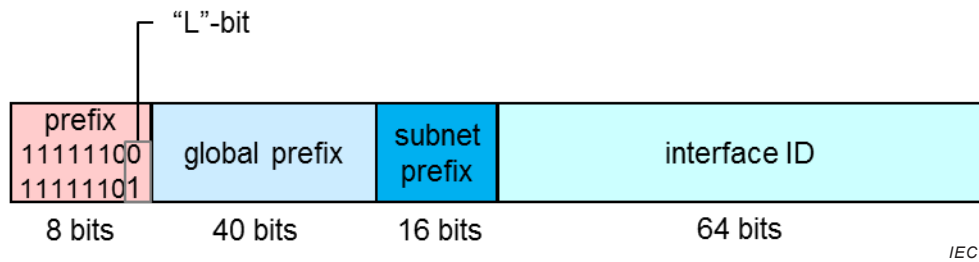 “L”-bit
prefix
11111100
11111101
global prefix
subnet
prefix
interface ID
8 bits
40 bits
16 bits
64 bits
IEC